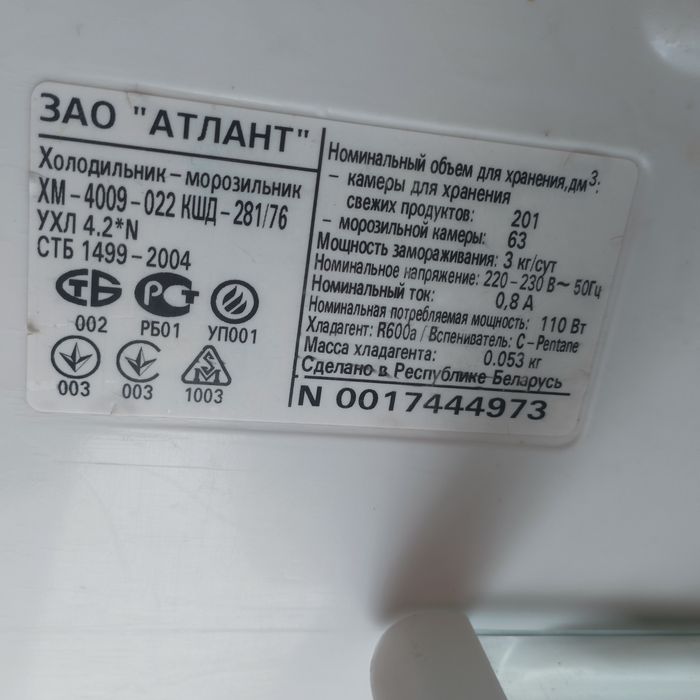 ЗАО "АТЛАНТ"
Холодильник – морозильник
ХМ – 4009 – 022 КШД – 281/76
УХЛ 4.2*N
СТБ 1499 – 2004
СТБ
РСТ
002
РБ01
УП001
003
003
1003
Номинальный объем для хранения,дм³:
– камеры для хранения
свежих продуктов: 201
– морозильной камеры: 63
Мощность замораживания: 3 кг/сут
Номинальное напряжение: 220 – 230 В ~ 50Гц
Номинальный ток: 0,8 А
Номинальная потребляемая мощность: 110 Вт
Хладагент: R600a / Вспениватель: C – Pentane
Масса хладагента: 0.053 кг
Сделано в Республике Беларусь
N 0017444973